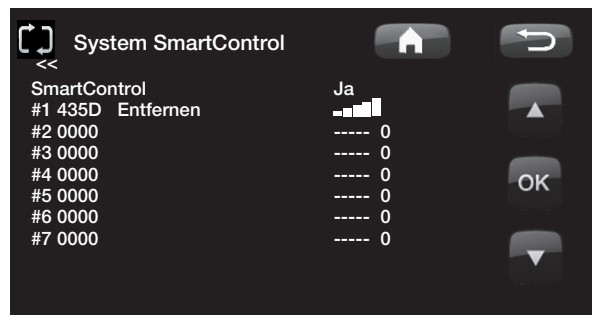 System SmartControl
<<
SmartControl Ja
#1 435D Entfernen
#2 0000 ----- 0
#3 0000 ----- 0
#4 0000 ----- 0
#5 0000 ----- 0
#6 0000 ----- 0
#7 0000 ----- 0
OK